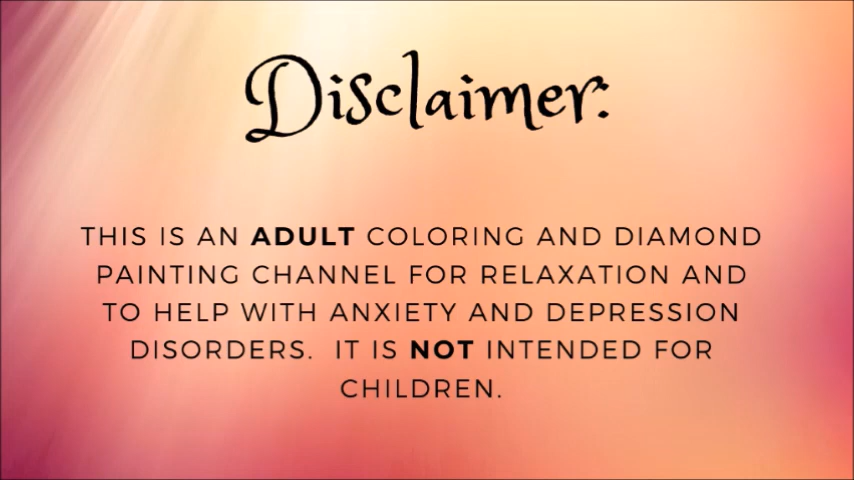 Disclaimer:
THIS IS AN ADULT COLORING AND DIAMOND
PAINTING CHANNEL FOR RELAXATION AND
TO HELP WITH ANXIETY AND DEPRESSION
DISORDERS.  IT IS NOT INTENDED FOR
CHILDREN.